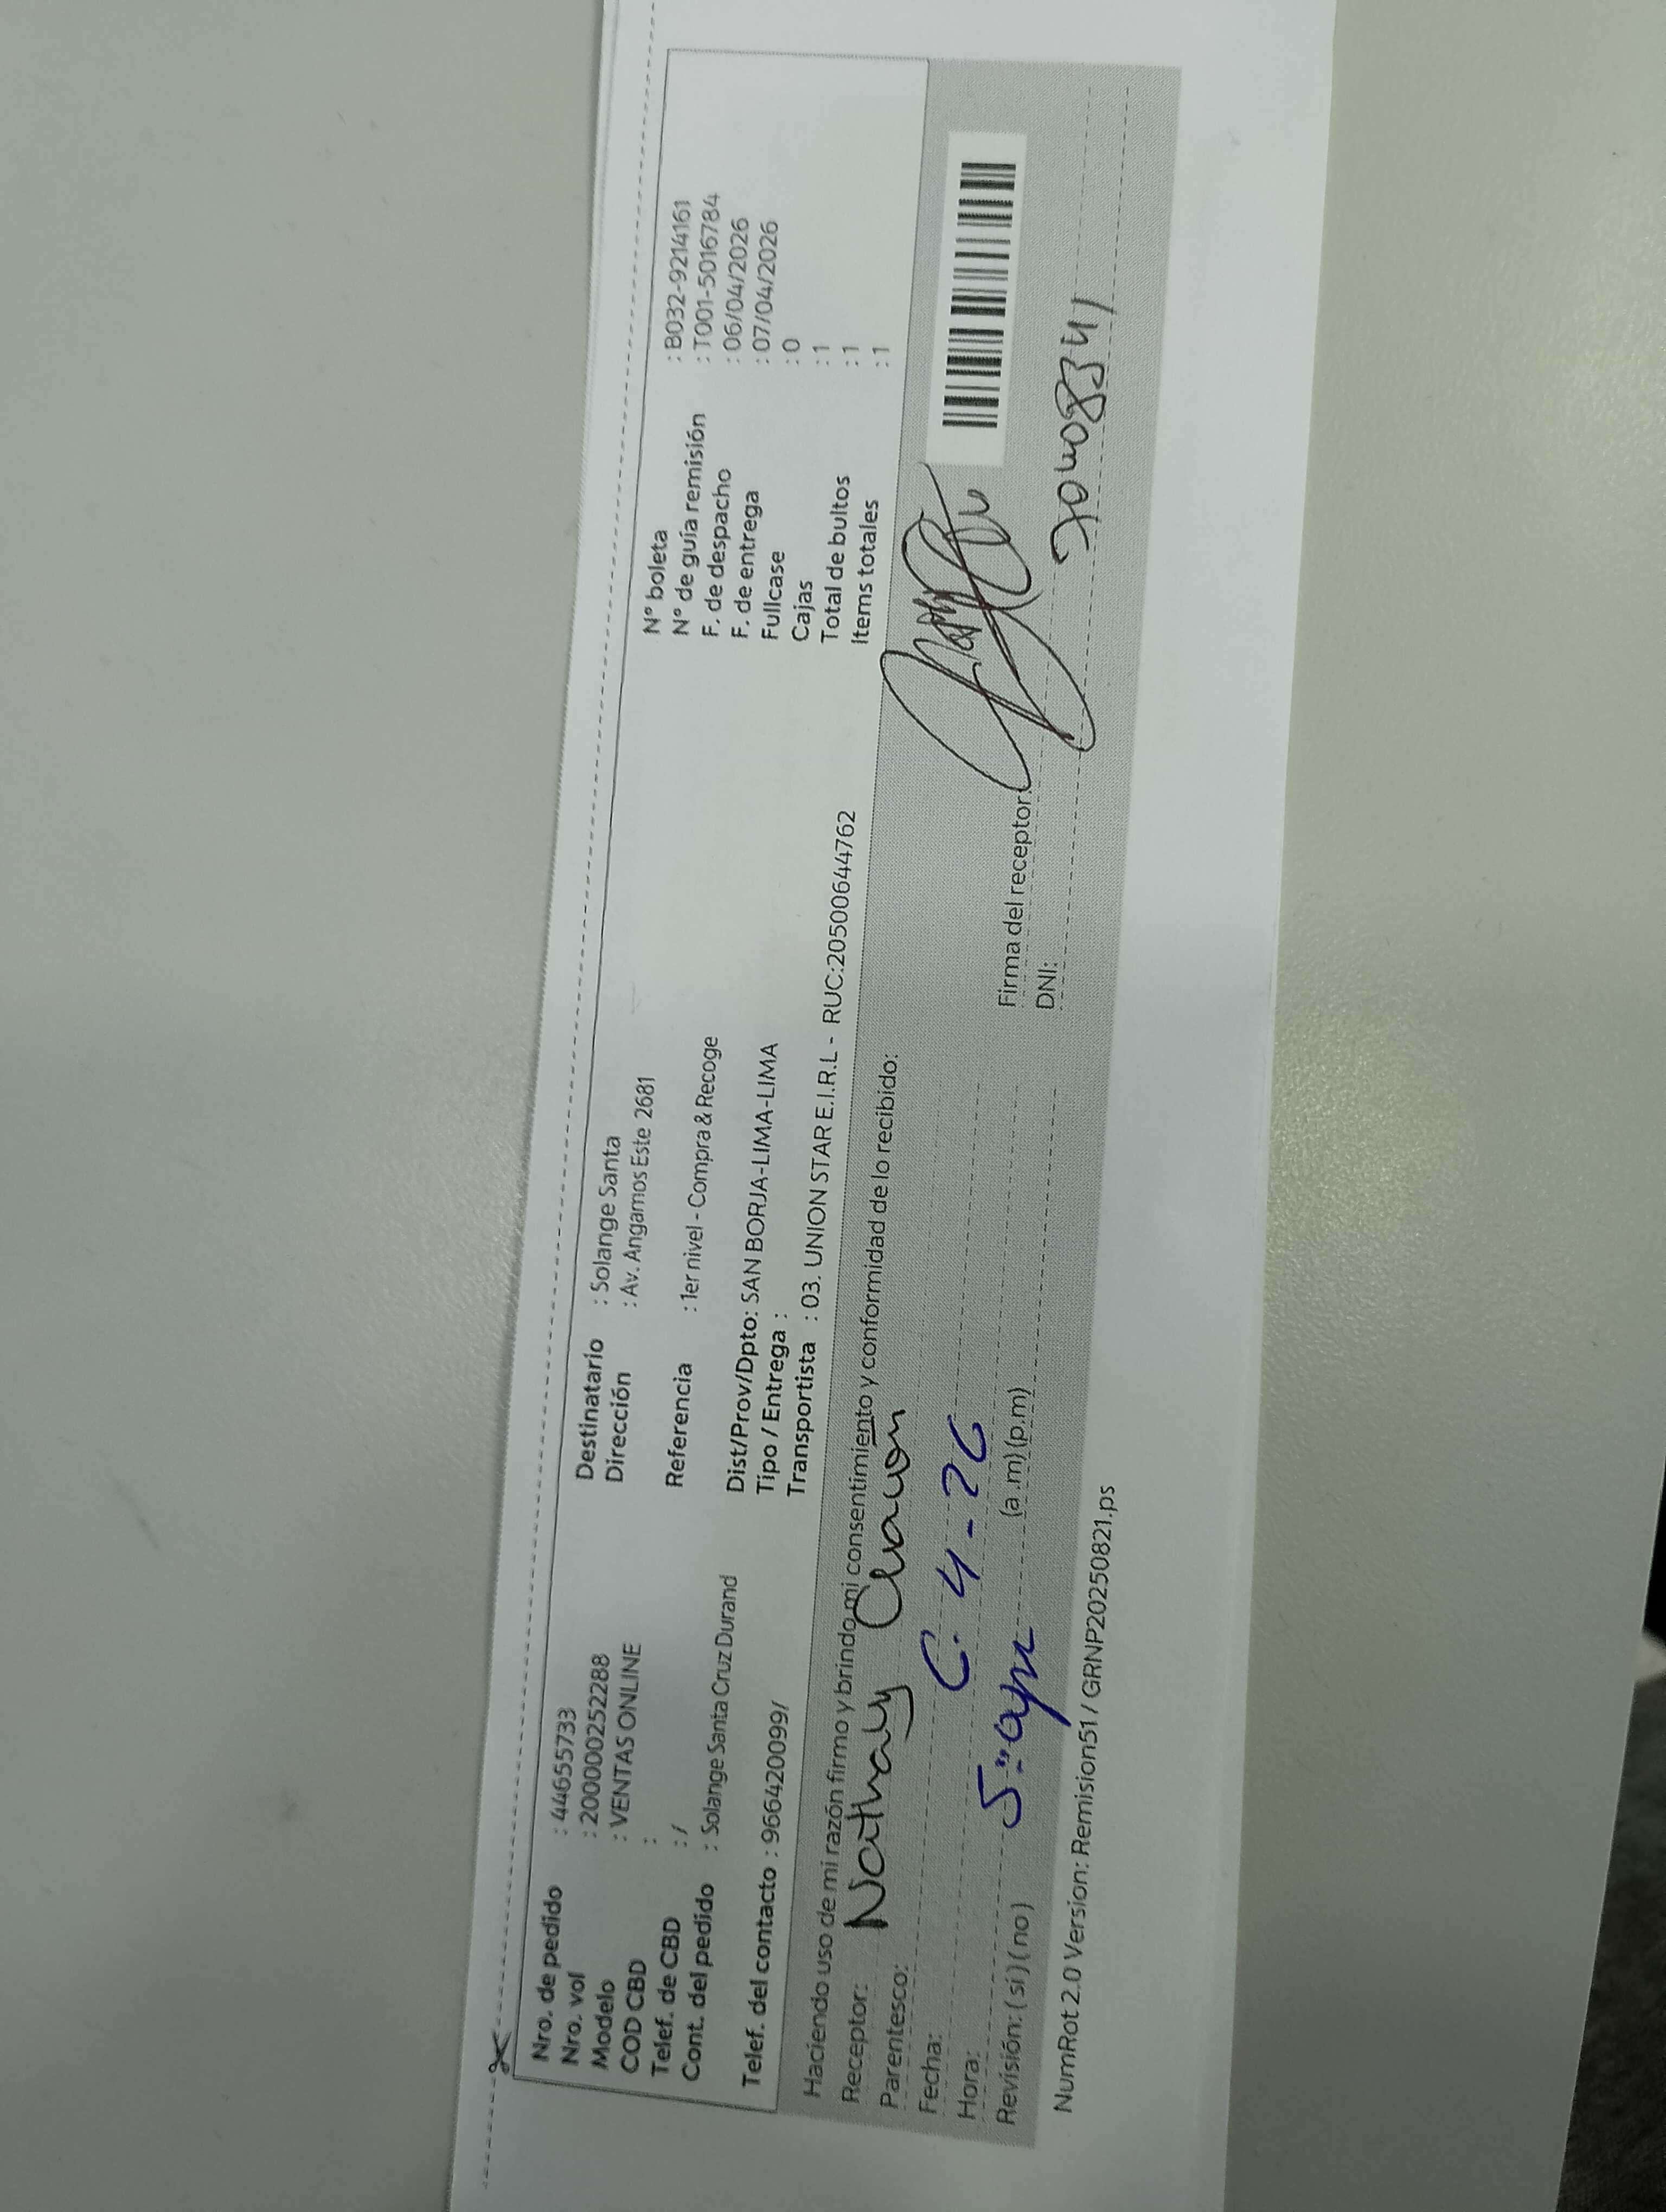 Nro. de pedido : 44655733
Nro. vol : 200000252288
Modelo : VENTAS ONLINE
COD CBD :
Telef. de CBD : /
Cont. del pedido : Solange Santa Cruz Durand
Telef. del contacto : 966420099/
Destinatario : Solange Santa
Dirección : Av. Angamos Este 2681
Referencia : 1er nivel - Compra & Recoge
Dist/Prov/Dpto: SAN BORJA-LIMA-LIMA
Tipo / Entrega :
Transportista : 03. UNION STAR E.I.R.L - RUC:20500644762
N° boleta : B032-9214161
N° de guía remisión : T001-5016784
F. de despacho : 06/04/2026
F. de entrega : 07/04/2026
Fullcase : 0
Cajas : 1
Total de bultos : 1
Items totales : 1
Haciendo uso de mi razón firmo y brindo mi consentimiento y conformidad de lo recibido:
Receptor: Nathaly
Parentesco:
Fecha: 6. 4 - 26
Hora:
Revisión: (si) (no) (a.m) (p.m)
Firma del receptor:
DNI: 70408341
NumRot 2.0 Version: Remision51 / GRNP20250821.ps